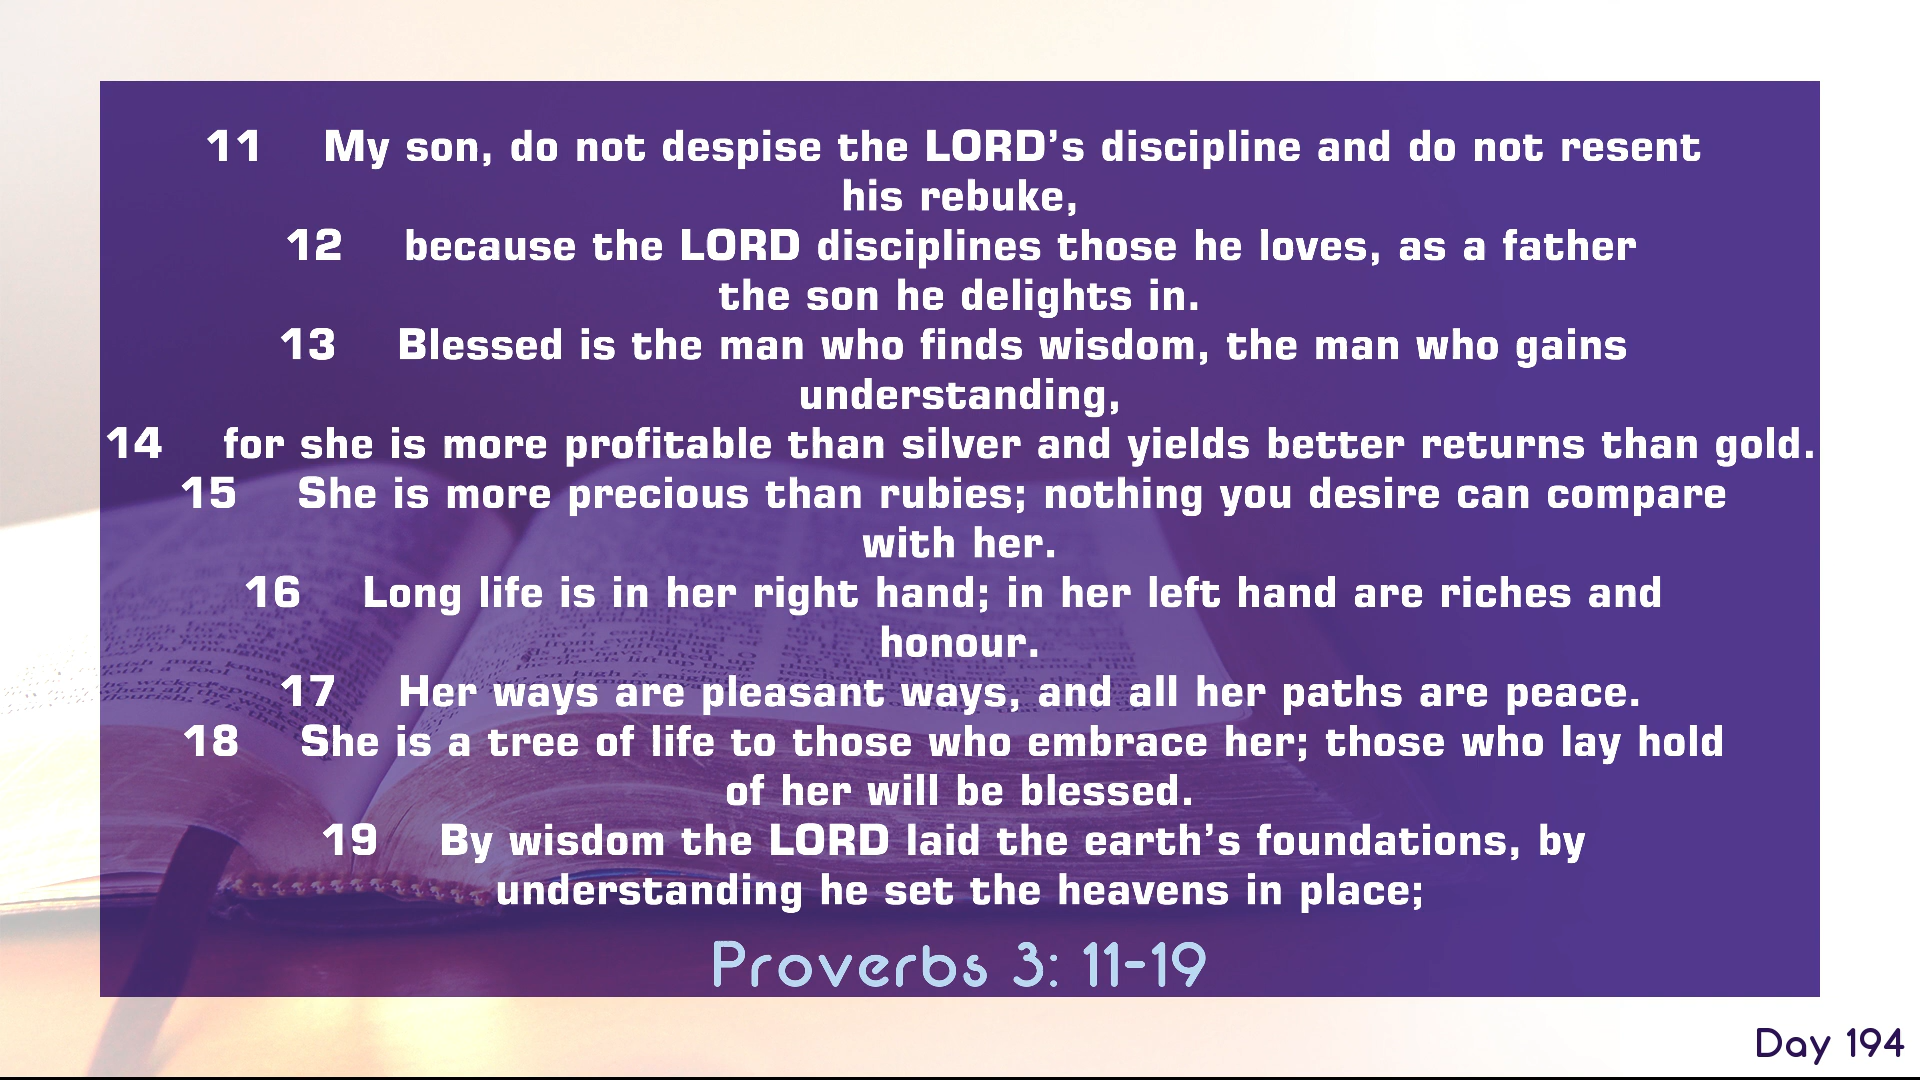 11 My son, do not despise the LORD’s discipline and do not resent
his rebuke,
12 because the LORD disciplines those he loves, as a father
the son he delights in.
13 Blessed is the man who finds wisdom, the man who gains
understanding,
14 for she is more profitable than silver and yields better returns than gold.
15 She is more precious than rubies; nothing you desire can compare
with her.
16 Long life is in her right hand; in her left hand are riches and
honour.
17 Her ways are pleasant ways, and all her paths are peace.
18 She is a tree of life to those who embrace her; those who lay hold
of her will be blessed.
19 By wisdom the LORD laid the earth’s foundations, by
understanding he set the heavens in place;
Proverbs 3: 11-19
Day 194